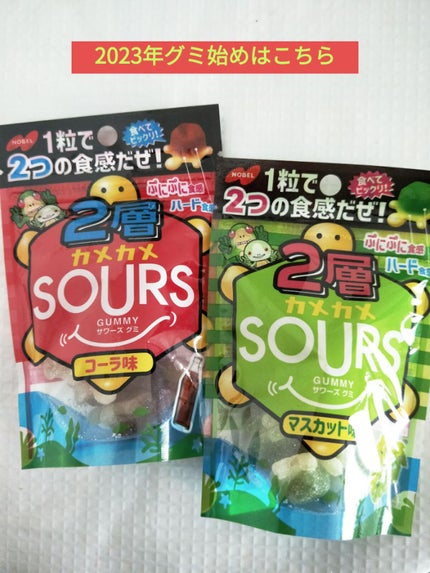 2023年グミ始めはこちら
NOBEL
1粒で
食べて
ビックリ!
2つの食感だぜ!
ぷにぷに食感
ハード食感
2層
カメカメ
SOURS
GUMMY
サワーズ グミ
コーラ味
NOBEL
1粒で
食べて
ビックリ!
2つの食感だぜ!
ぷにぷに食感
ハード食感
2層
カメカメ
SOURS
GUMMY
サワーズ グミ
マスカット味